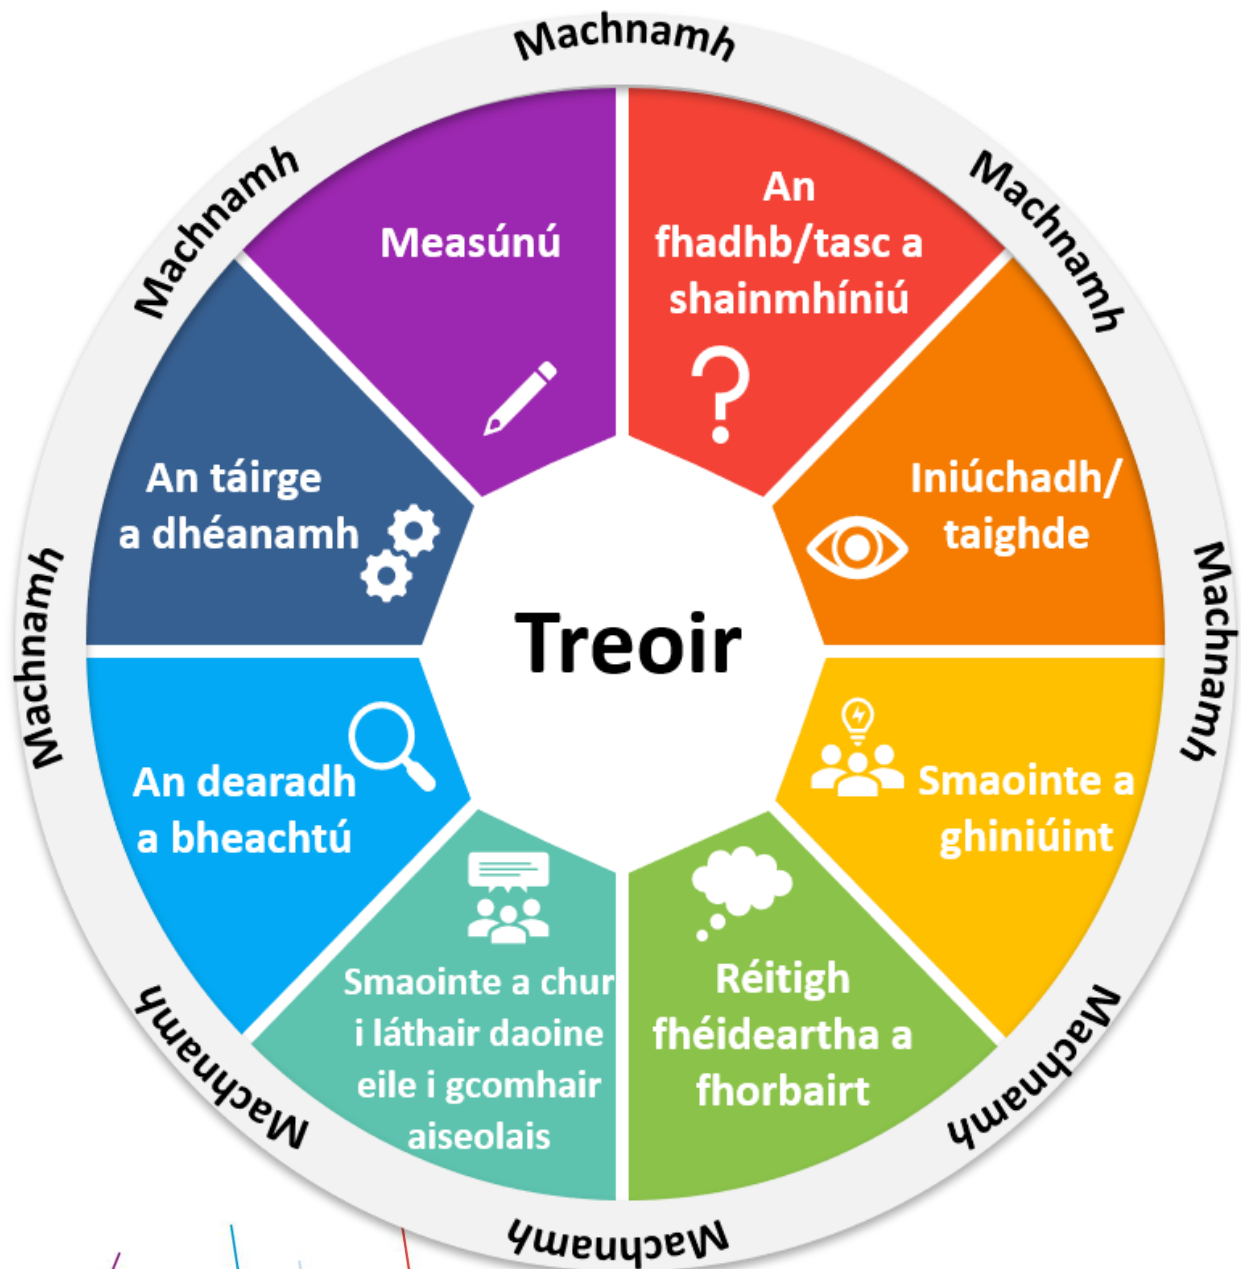 Machnamh
Machnamh
Machnamh
Machnamh
Machnamh
Machnamh
Machnamh
Machnamh
An
fhadhb/tasc a
shainmhíniú
Iniúchadh/
taighde
Smaointe a
ghiniúint
Réitigh
fhéideartha a
fhorbairt
Smaointe a chur
i láthair daoine
eile i gcomhair
aiseolais
An dearadh
a bheachtú
An táirge
a dhéanamh
Measúnú
Treoir